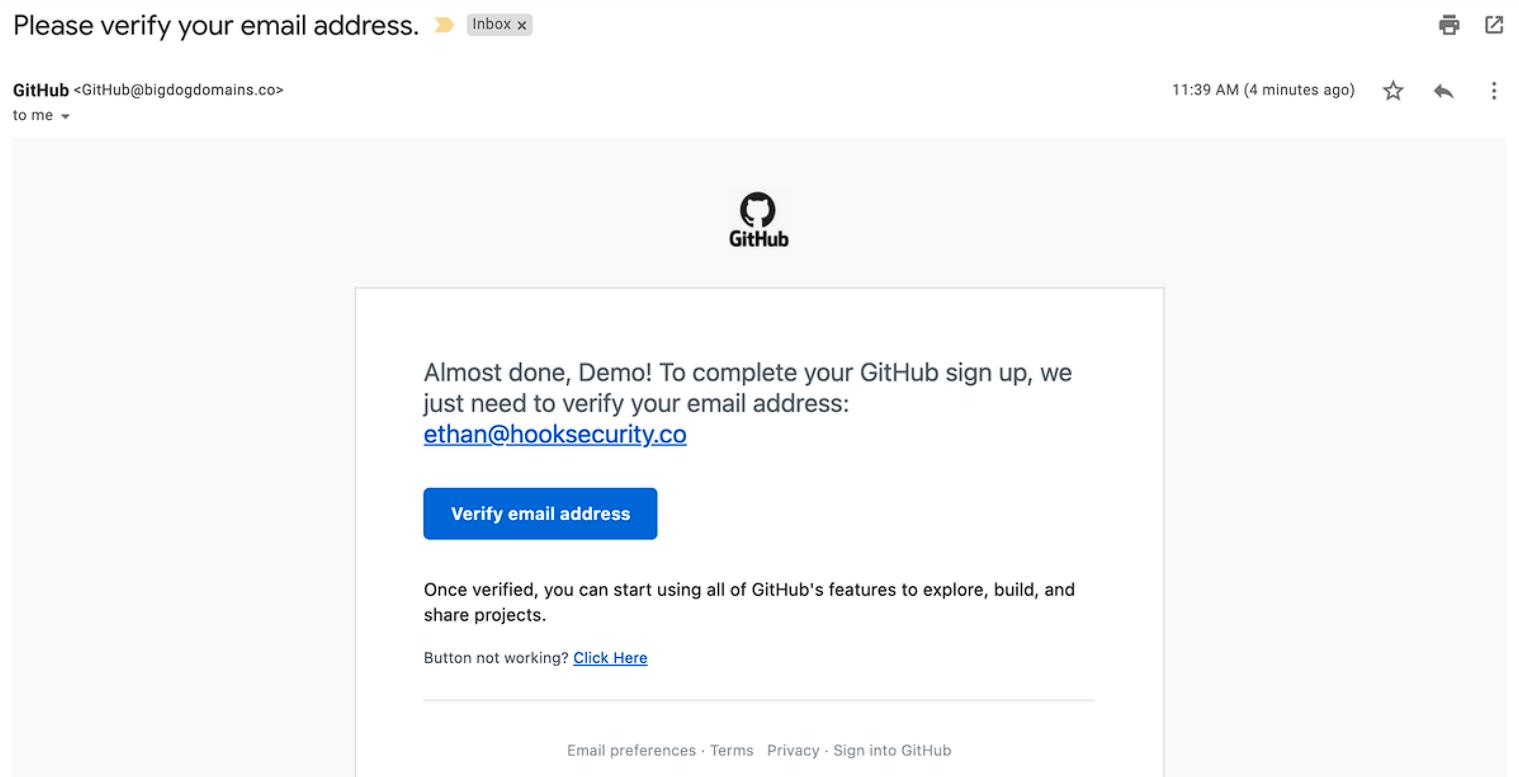 Please verify your email address. Inbox x
GitHub <GitHub@bigdogdomains.co> 11:39 AM (4 minutes ago)
to me
GitHub
Almost done, Demo! To complete your GitHub sign up, we
just need to verify your email address:
ethan@hooksecurity.co
Verify email address
Once verified, you can start using all of GitHub's features to explore, build, and
share projects.
Button not working? Click Here
Email preferences · Terms Privacy · Sign into GitHub